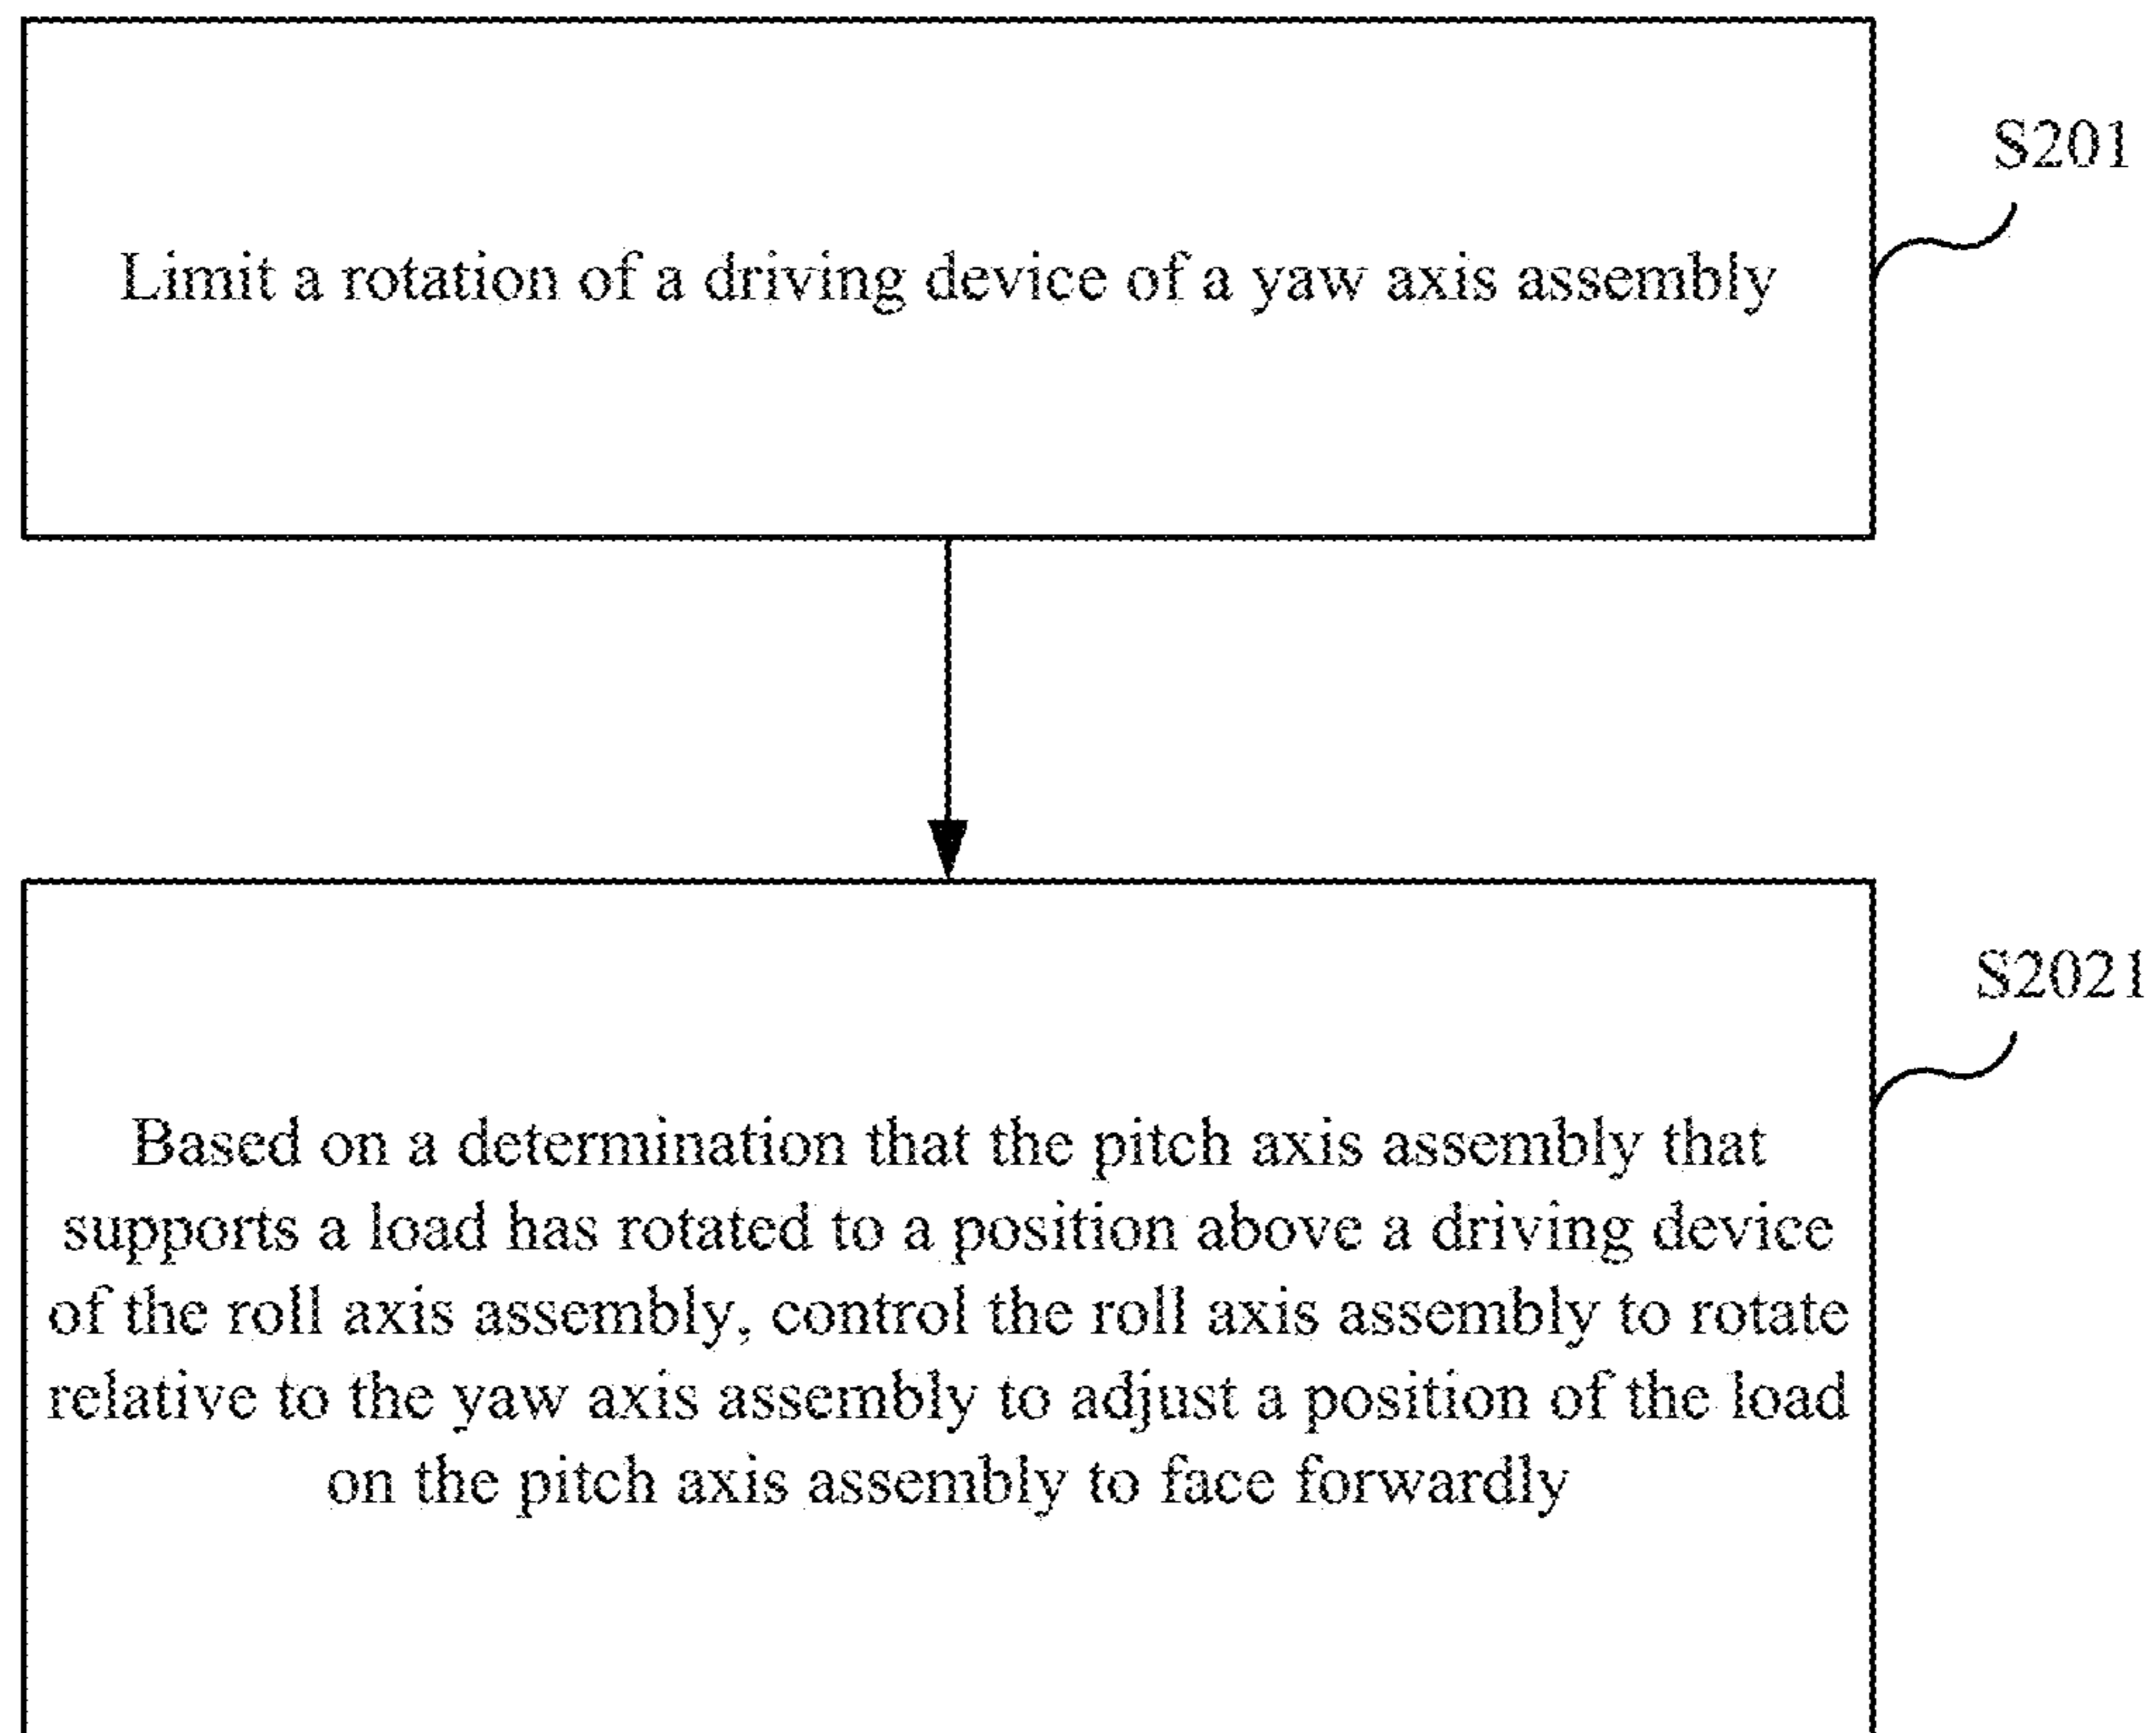 Limit a rotation of a driving device of a yaw axis assembly
S201
Based on a determination that the pitch axis assembly that
supports a load has rotated to a position above a driving device
of the roll axis assembly, control the roll axis assembly to rotate
relative to the yaw axis assembly to adjust a position of the load
on the pitch axis assembly to face forwardly
S2021